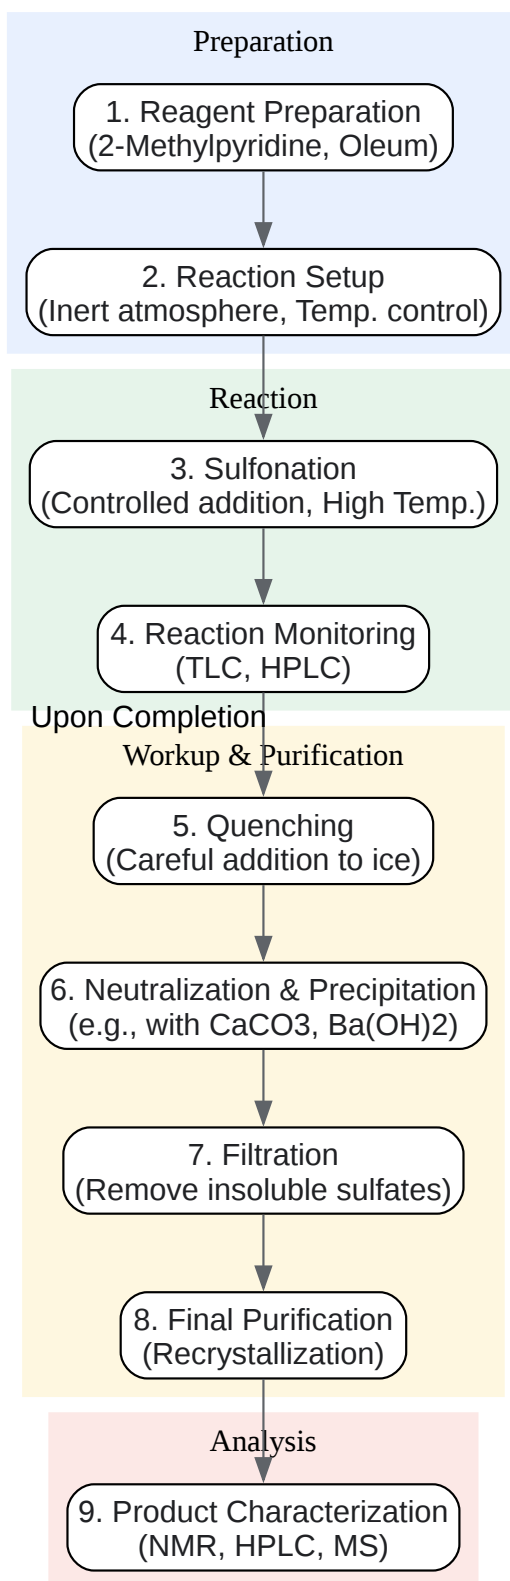 Preparation
1. Reagent Preparation
(2-Methylpyridine, Oleum)
2. Reaction Setup
(Inert atmosphere, Temp. control)
Reaction
3. Sulfonation
(Controlled addition, High Temp.)
4. Reaction Monitoring
(TLC, HPLC)
Upon Completion
Workup & Purification
5. Quenching
(Careful addition to ice)
6. Neutralization & Precipitation
(e.g., with CaCO3, Ba(OH)2)
7. Filtration
(Remove insoluble sulfates)
8. Final Purification
(Recrystallization)
Analysis
9. Product Characterization
(NMR, HPLC, MS)